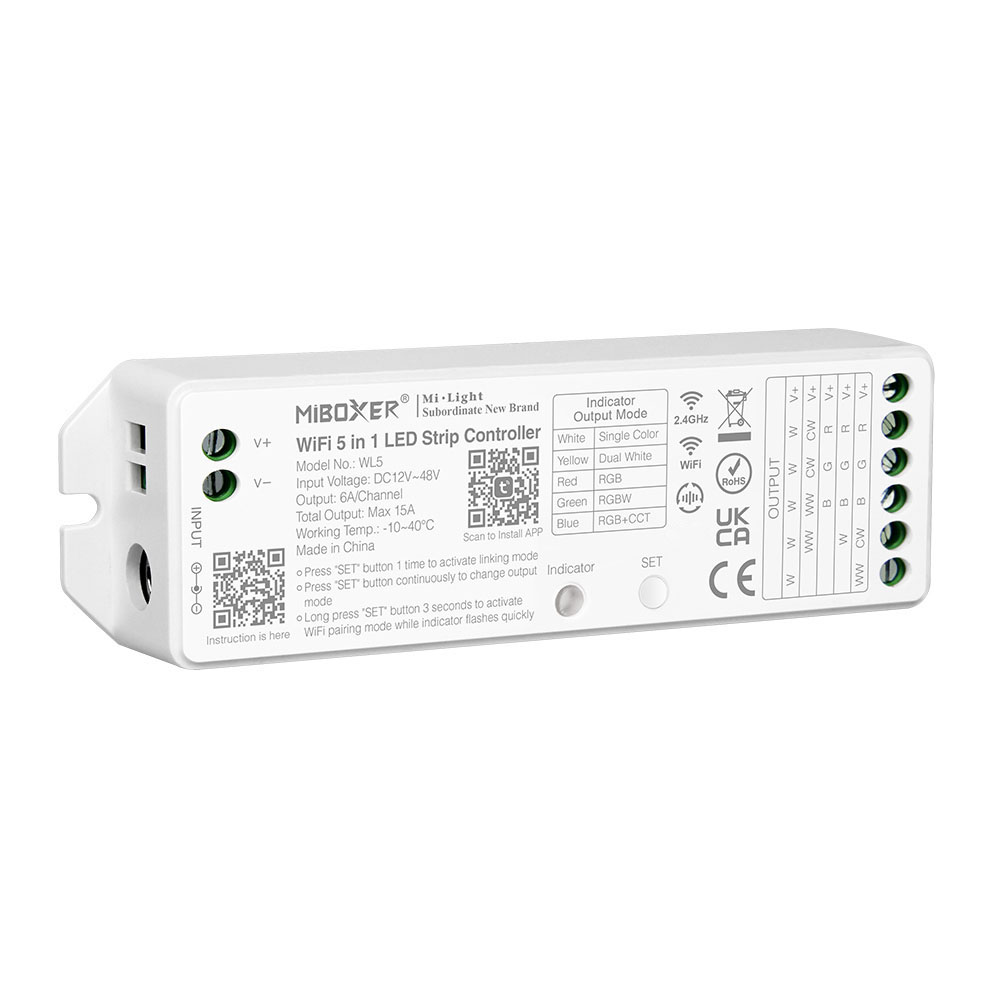 MiBOXER®
Mi·Light
Subordinate New Brand
WiFi 5 in 1 LED Strip Controller
Model No.: WL5
Input Voltage: DC12V~48V
Output: 6A/Channel
Total Output: Max 15A
Working Temp.: -10~40°C
Made in China
Scan to Install APP
V+
V−
INPUT
Instruction is here
Press "SET" button 1 time to activate linking mode
Press "SET" button continuously to change output
mode
Long press "SET" button 3 seconds to activate
WiFi pairing mode while indicator flashes quickly
Indicator
Output Mode
White Single Color
Yellow Dual White
Red RGB
Green RGBW
Blue RGB+CCT
Indicator
SET
2.4GHz
WiFi
RoHS
UK
CA
CE
OUTPUT
V+ V+ V+ V+ V+
W CW R R R
W WW G G G
W CW B B B
W WW W CW
W WW WW